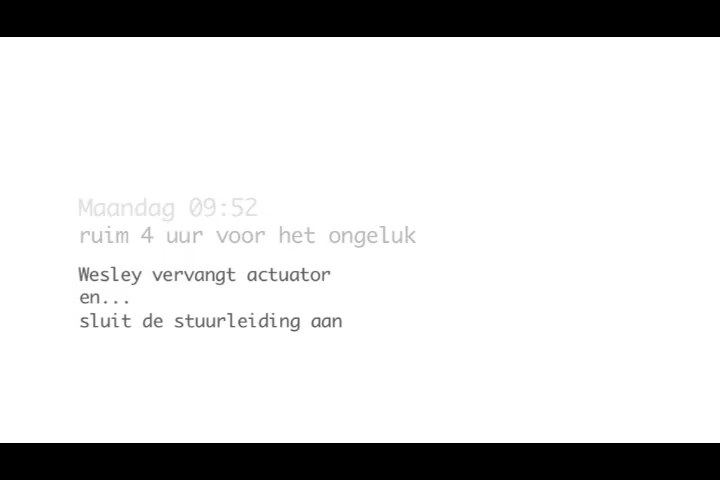 Maandag 09:52
ruim 4 uur voor het ongeluk
Wesley vervangt actuator
en...
sluit de stuurleiding aan